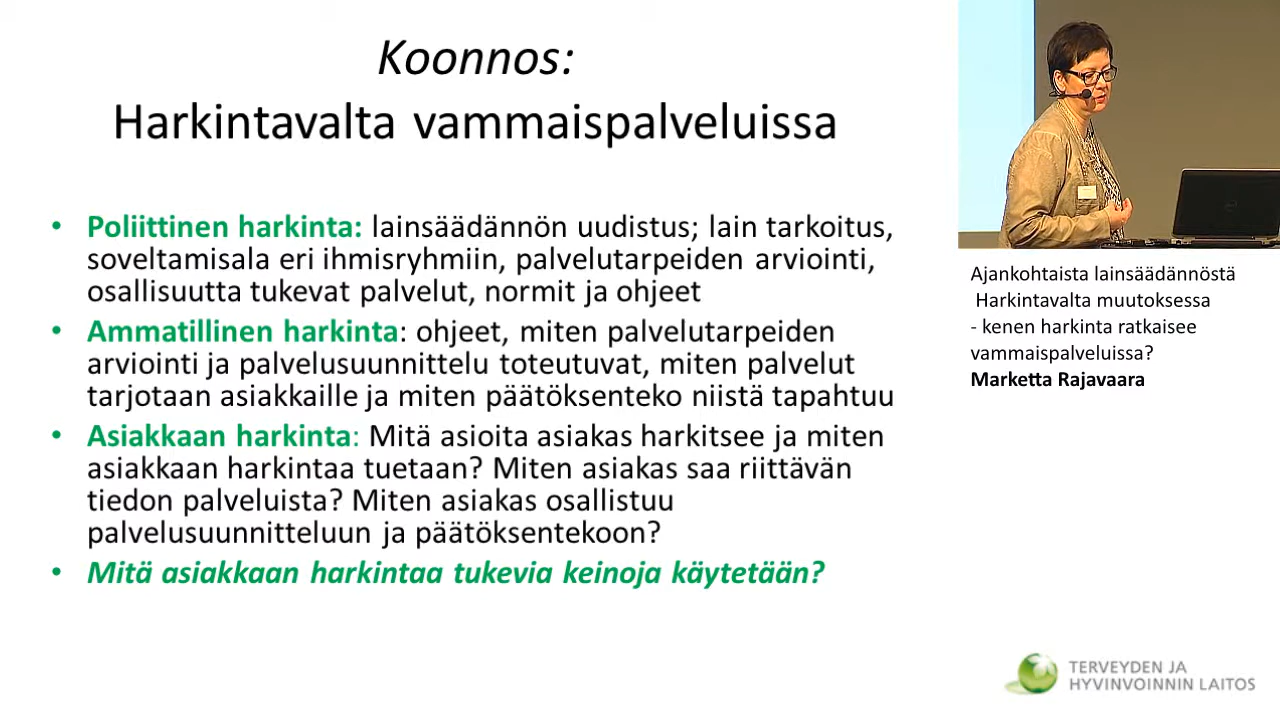 Koonnos:
Harkintavalta vammaispalveluissa
• Poliittinen harkinta: lainsäädännön uudistus; lain tarkoitus,
soveltamisala eri ihmisryhmiin, palvelutarpeiden arviointi,
osallisuutta tukevat palvelut, normit ja ohjeet
• Ammatillinen harkinta: ohjeet, miten palvelutarpeiden
arviointi ja palvelusuunnittelu toteutuvat, miten palvelut
tarjotaan asiakkaille ja miten päätöksenteko niistä tapahtuu
• Asiakkaan harkinta: Mitä asioita asiakas harkitsee ja miten
asiakkaan harkintaa tuetaan? Miten asiakas saa riittävän
tiedon palveluista? Miten asiakas osallistuu
palvelusuunnitteluun ja päätöksentekoon?
• Mitä asiakkaan harkintaa tukevia keinoja käytetään?
Ajankohtaista lainsäädännöstä
Harkintavalta muutoksessa
- kenen harkinta ratkaisee
vammaispalveluissa?
Marketta Rajavaara
TERVEYDEN JA
HYVINVOINNIN LAITOS